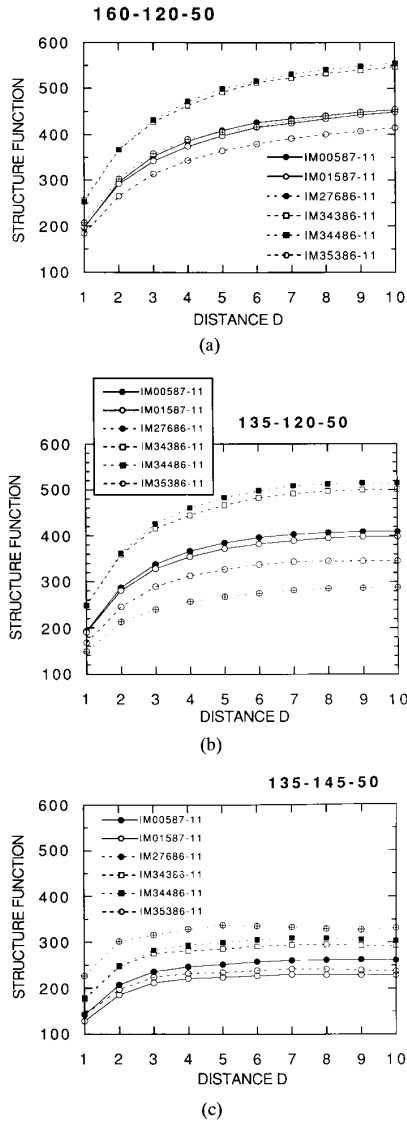 160-120-50
600
500
400
300
200
100
STRUCTURE FUNCTION
IM00587-11
IM01587-11
IM27686-11
IM34386-11
IM34486-11
IM35386-11
1 2 3 4 5 6 7 8 9 10
DISTANCE D
(a)
IM00587-11
IM01587-11
IM27686-11
IM34386-11
IM34486-11
IM35386-11
135-120-50
600
500
400
300
200
100
STRUCTURE FUNCTION
1 2 3 4 5 6 7 8 9 10
DISTANCE D
(b)
135-145-50
600
500
400
300
200
100
STRUCTURE FUNCTION
IM00587-11
IM01587-11
IM27686-11
IM34386-11
IM34486-11
IM35386-11
1 2 3 4 5 6 7 8 9 10
DISTANCE D
(c)